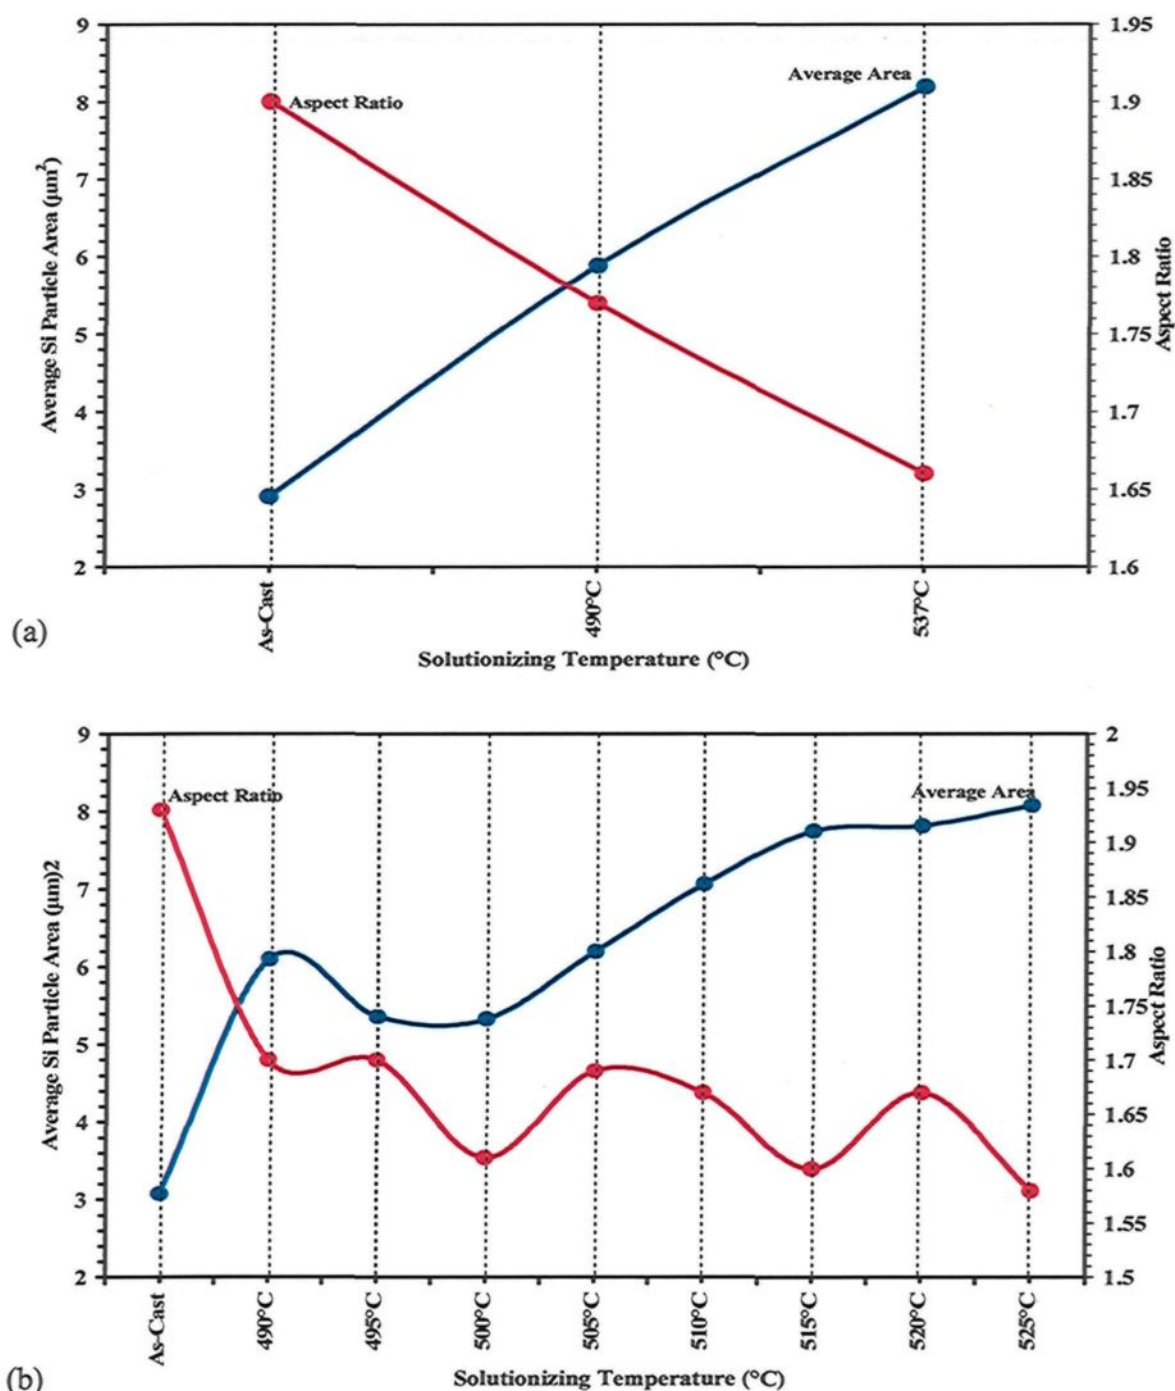 9
8
7
6
5
4
3
2
Average Si Particle Area (µm²)
Aspect Ratio
Average Area
1.95
1.9
1.85
1.8
1.75
1.7
1.65
1.6
Aspect Ratio
As-Cast
490°C
537°C
(a)
Solutionizing Temperature (°C)
9
8
7
6
5
4
3
2
Average Si Particle Area (µm)2
Aspect Ratio
Average Area
2
1.95
1.9
1.85
1.8
1.75
1.7
1.65
1.6
1.55
1.5
Aspect Ratio
As-Cast
490°C
495°C
500°C
505°C
510°C
515°C
520°C
525°C
(b)
Solutionizing Temperature (°C)